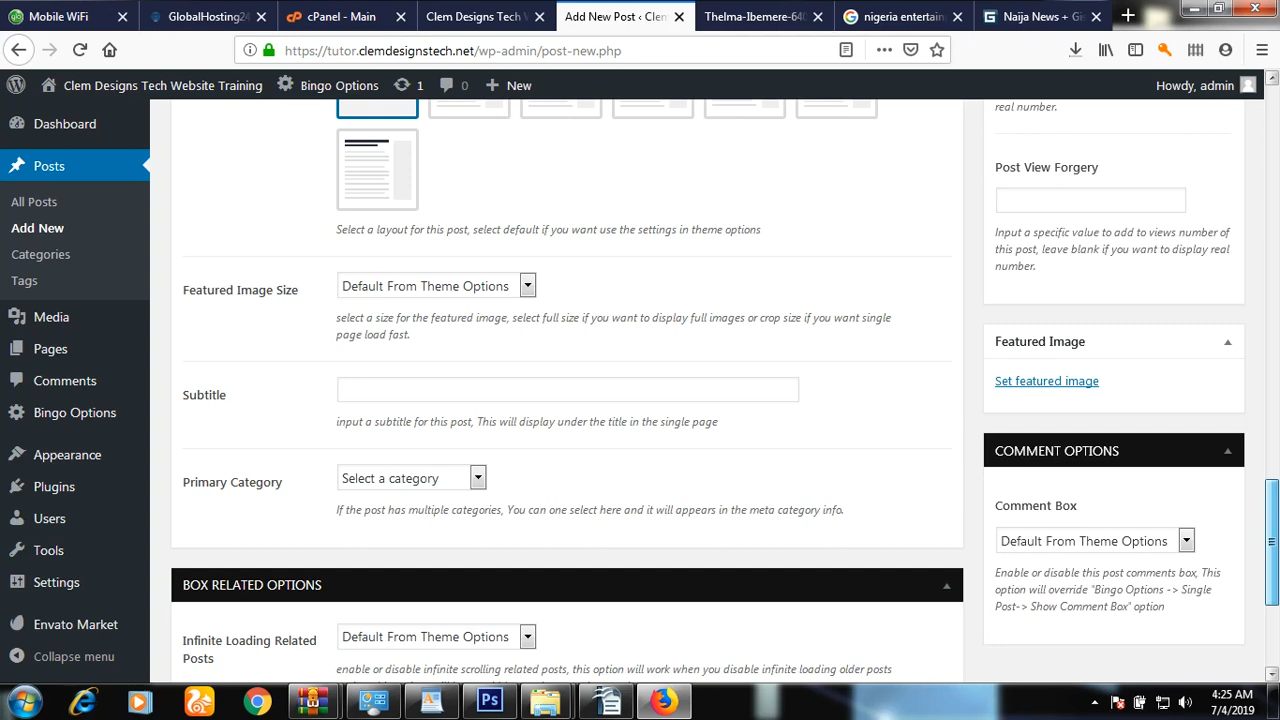 Mobile WiFi
GlobalHosting24
cPanel - Main
Clem Designs Tech W
Add New Post ‹ Clem
Thelma-Ibemere-640
nigeria entertain
Naija News + Gi
https://tutor.clemdesignstech.net/wp-admin/post-new.php
Clem Designs Tech Website Training
Bingo Options
1
0
New
Howdy, admin
Dashboard
Posts
All Posts
Add New
Categories
Tags
Media
Pages
Comments
Bingo Options
Appearance
Plugins
Users
Tools
Settings
Envato Market
Collapse menu
Select a layout for this post, select default if you want use the settings in theme options
Featured Image Size
Default From Theme Options
select a size for the featured image, select full size if you want to display full images or crop size if you want single
page load fast.
Subtitle
input a subtitle for this post, This will display under the title in the single page
Primary Category
Select a category
If the post has multiple categories, You can one select here and it will appears in the meta category info.
BOX RELATED OPTIONS
Infinite Loading Related
Posts
Default From Theme Options
enable or disable infinite scrolling related posts, this option will work when you disable infinite loading older posts
real number.
Post View Forgery
Input a specific value to add to views number of
this post, leave blank if you want to display real
number.
Featured Image
Set featured image
COMMENT OPTIONS
Comment Box
Default From Theme Options
Enable or disable this post comments box, This
option will override "Bingo Options -> Single
Post-> Show Comment Box" option
Ps
4:25 AM
7/4/2019